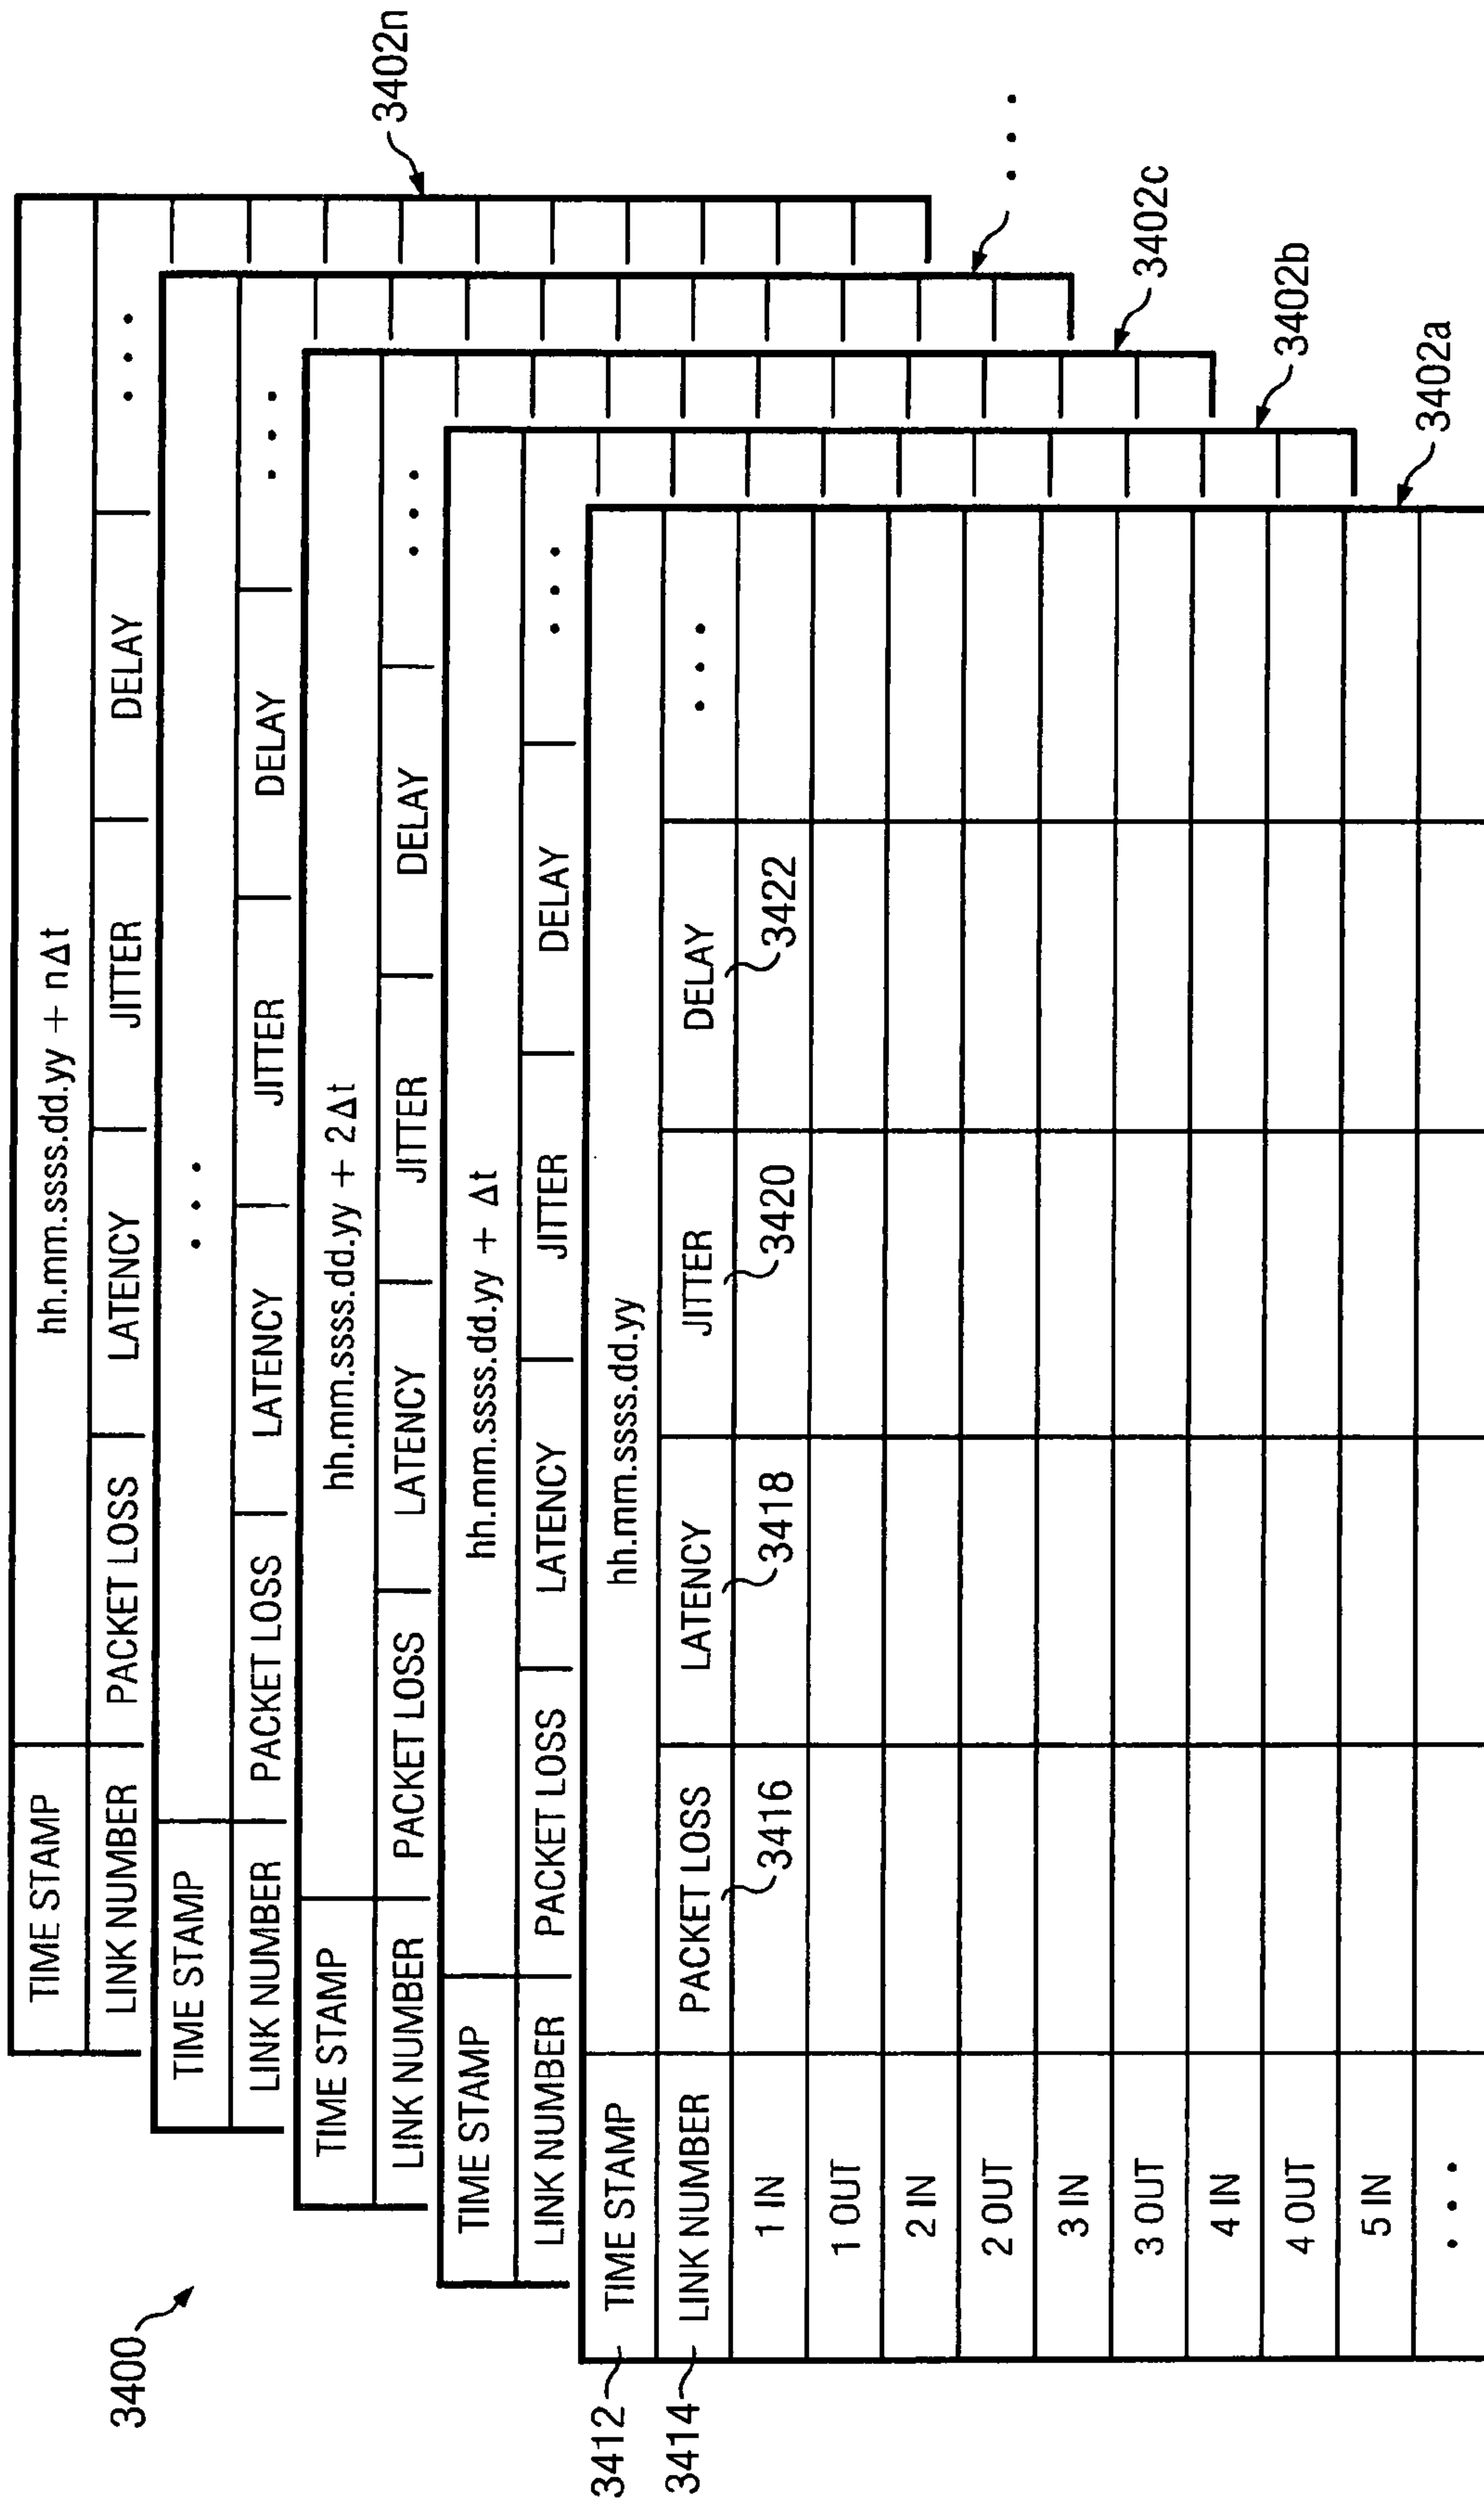 3400
TIME STAMP hh.mm.ssss.dd.yy + nΔt
LINK NUMBER PACKET LOSS LATENCY JITTER DELAY • • •
3402n
TIME STAMP • • •
LINK NUMBER PACKET LOSS LATENCY JITTER DELAY • • •
• • •
TIME STAMP hh.mm.ssss.dd.yy + 2Δt
LINK NUMBER PACKET LOSS LATENCY JITTER DELAY • • •
3402c
TIME STAMP hh.mm.ssss.dd.yy + Δt
LINK NUMBER PACKET LOSS LATENCY JITTER DELAY • • •
3402b
3412 TIME STAMP hh.mm.ssss.dd.yy
3414 LINK NUMBER PACKET LOSS LATENCY JITTER DELAY • • •
1 IN 3416 3418 3420 3422
1 OUT
2 IN
2 OUT
3 IN
3 OUT
4 IN
4 OUT
5 IN
3402a
• • •